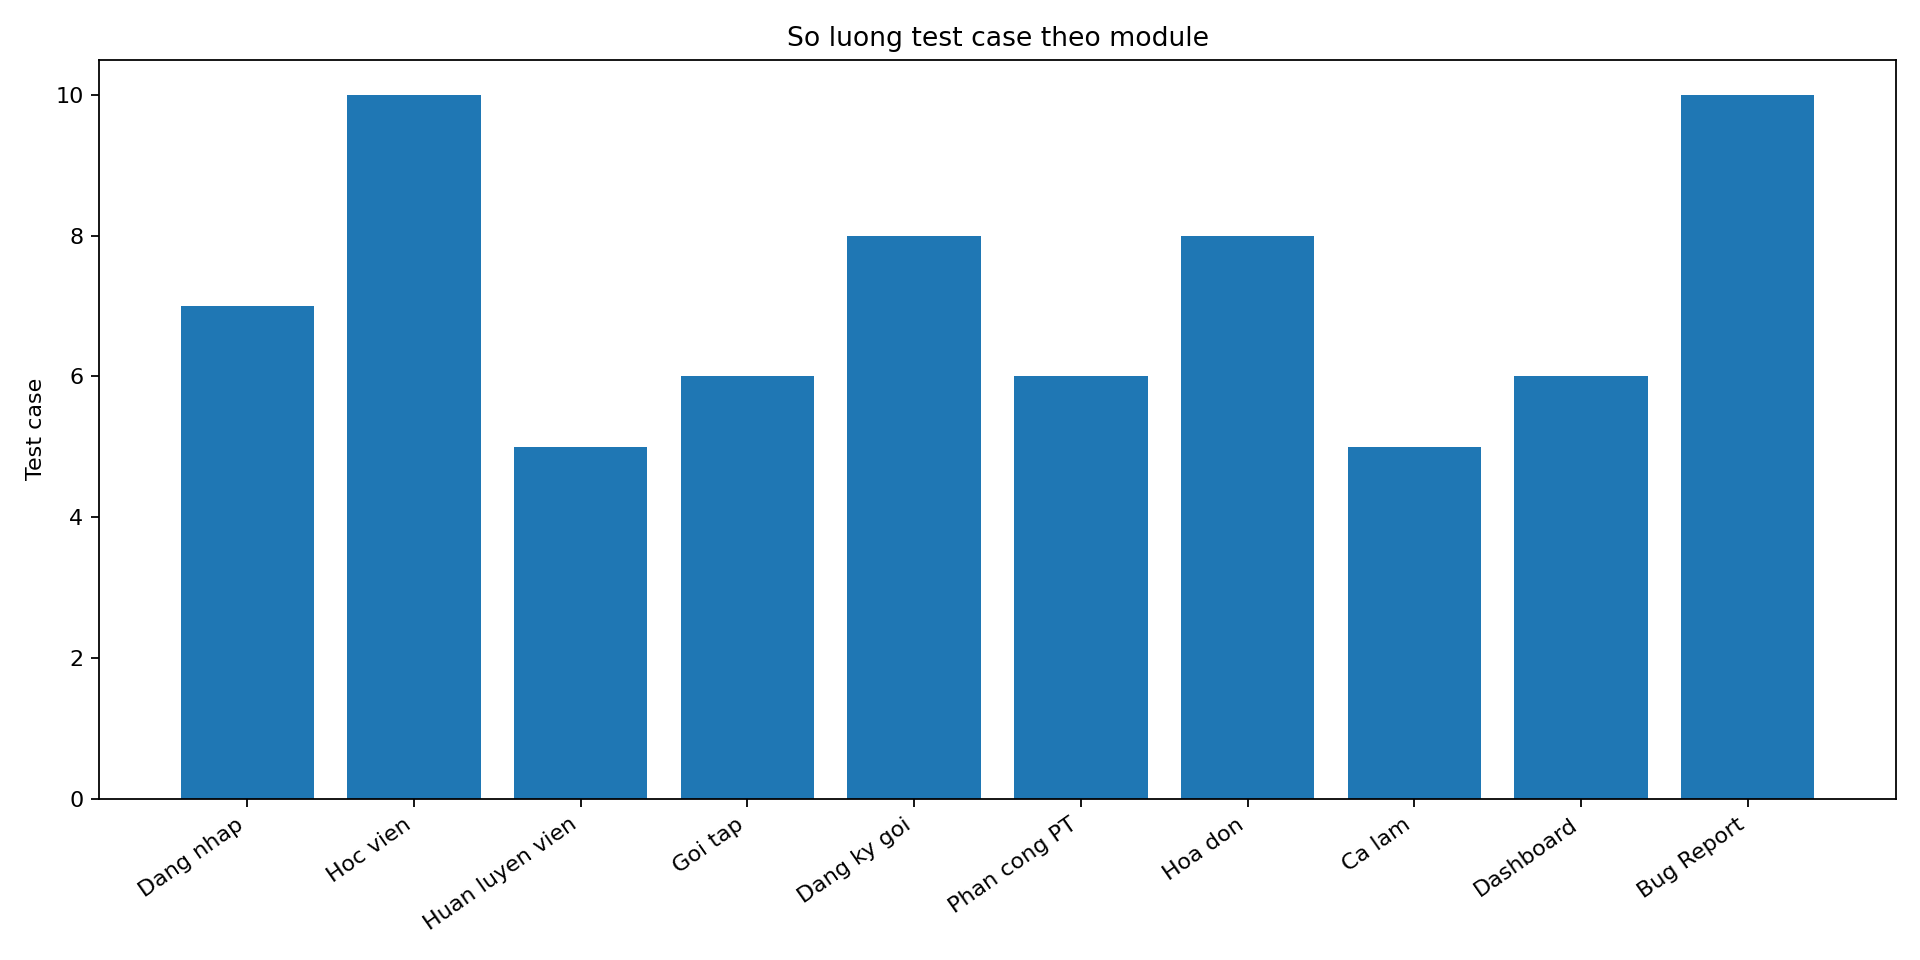 So luong test case theo module
Test case
10
8
6
4
2
0
Dang nhap
Hoc vien
Huan luyen vien
Goi tap
Dang ky goi
Phan cong PT
Hoa don
Ca lam
Dashboard
Bug Report